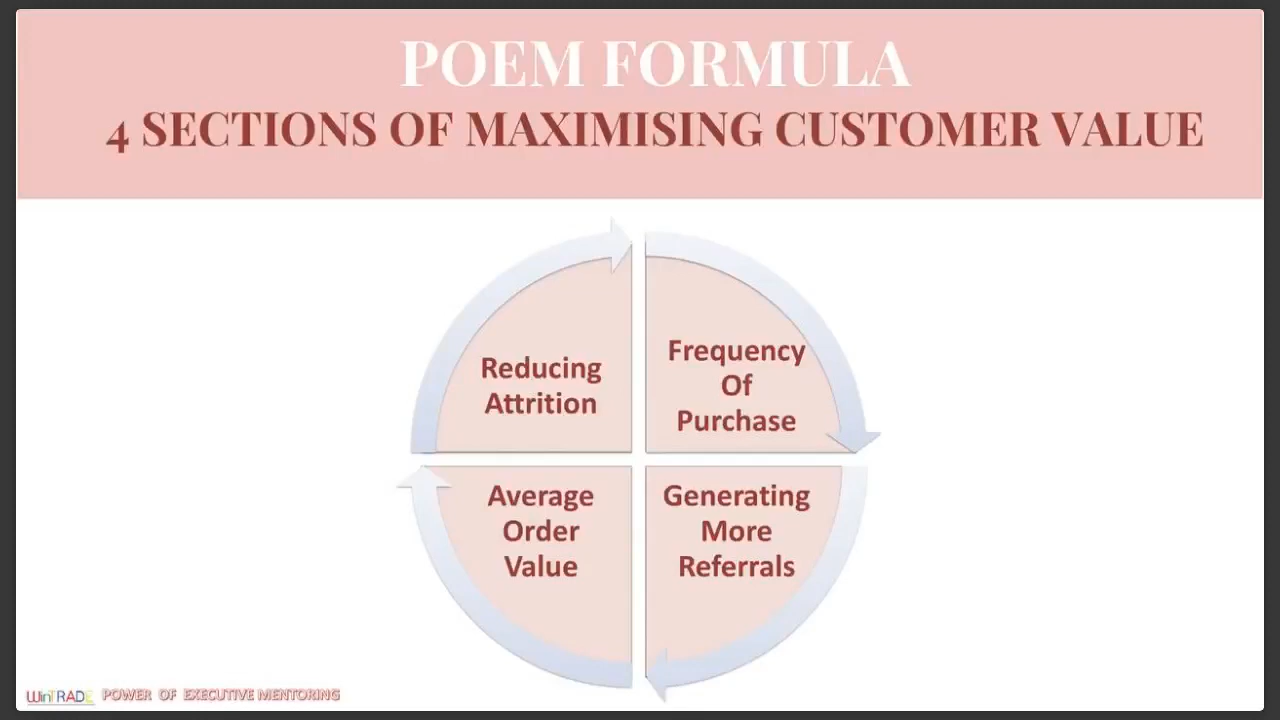 POEM FORMULA
4 SECTIONS OF MAXIMISING CUSTOMER VALUE
Reducing
Attrition
Frequency
Of
Purchase
Average
Order
Value
Generating
More
Referrals
WinTRADE POWER OF EXECUTIVE MENTORING